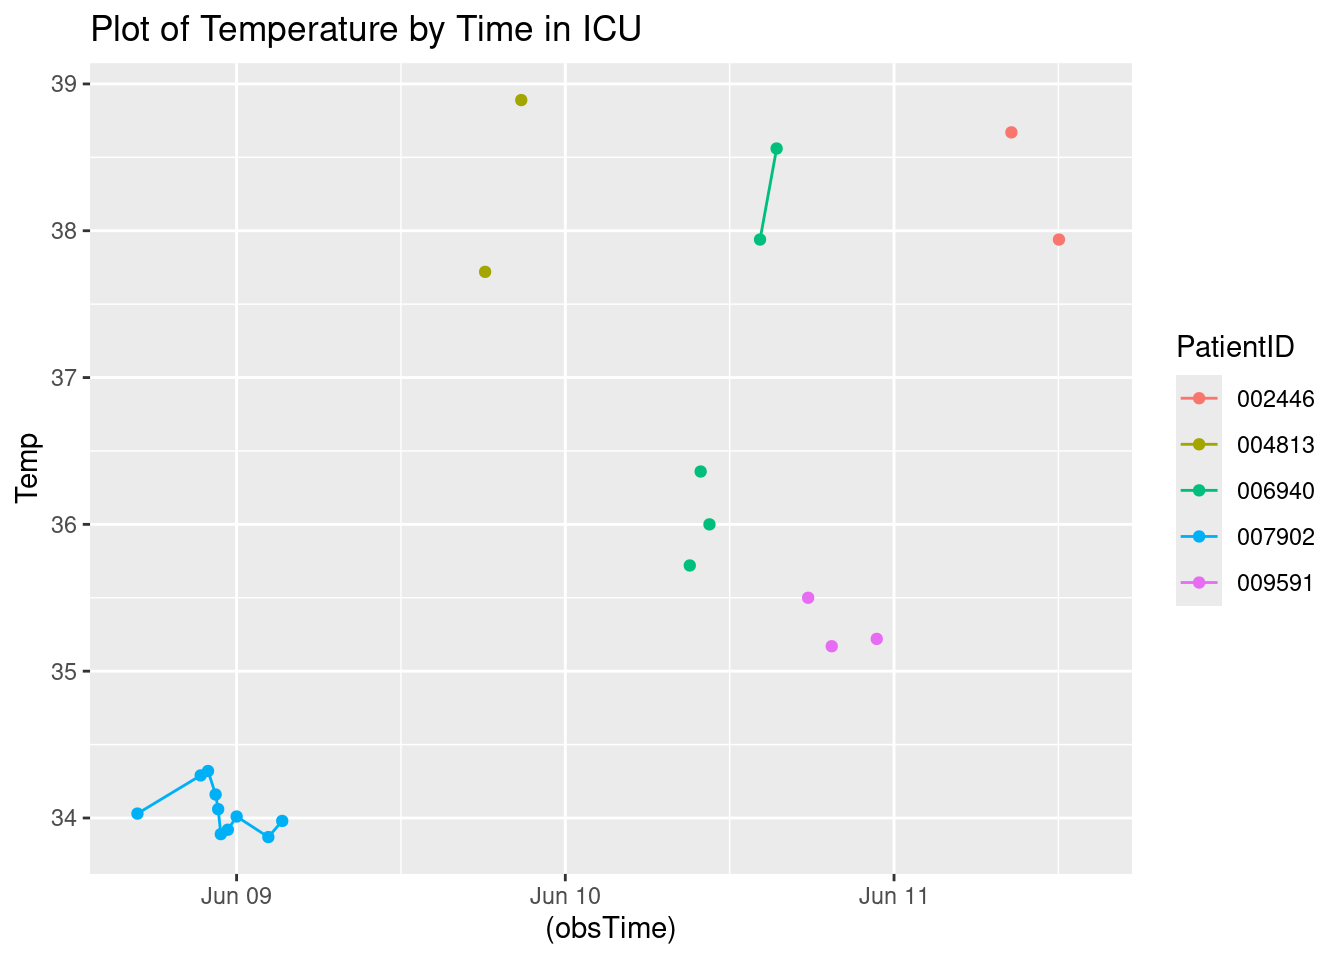 Plot of Temperature by Time in ICU
39
38
37
36
35
34
Temp
Jun 09
Jun 10
Jun 11
(obsTime)
PatientID
002446
004813
006940
007902
009591